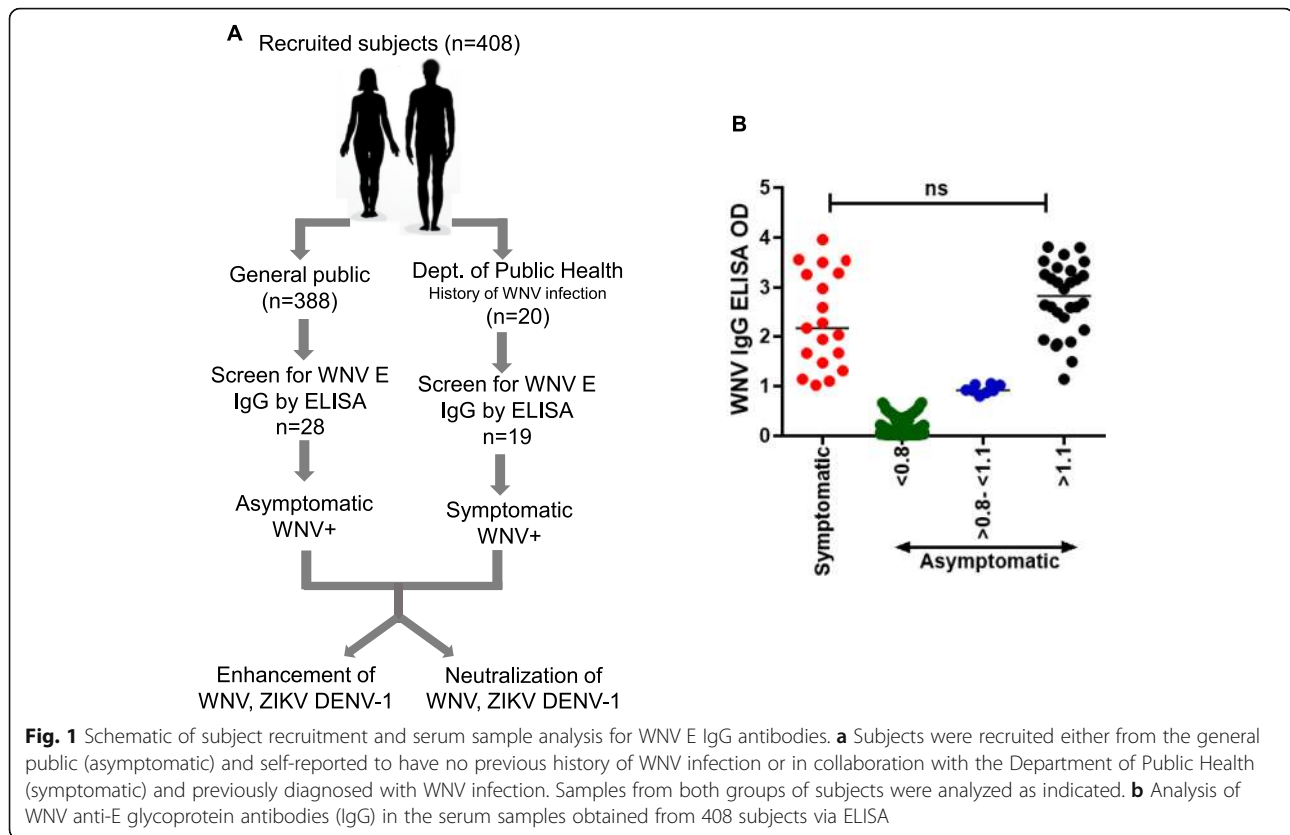 A
Recruited subjects (n=408)
General public
(n=388)
Dept. of Public Health
History of WNV infection
(n=20)
Screen for WNV E
IgG by ELISA
n=28
Screen for WNV E
IgG by ELISA
n=19
Asymptomatic
WNV+
Symptomatic
WNV+
Enhancement of
WNV, ZIKV DENV-1
Neutralization of
WNV, ZIKV DENV-1
B
ns
WNV IgG ELISA OD
5
4
3
2
1
0
Symptomatic
<0.8
>0.8- <1.1
>1.1
Asymptomatic
Fig. 1 Schematic of subject recruitment and serum sample analysis for WNV E IgG antibodies. a Subjects were recruited either from the general
public (asymptomatic) and self-reported to have no previous history of WNV infection or in collaboration with the Department of Public Health
(symptomatic) and previously diagnosed with WNV infection. Samples from both groups of subjects were analyzed as indicated. b Analysis of
WNV anti-E glycoprotein antibodies (IgG) in the serum samples obtained from 408 subjects via ELISA